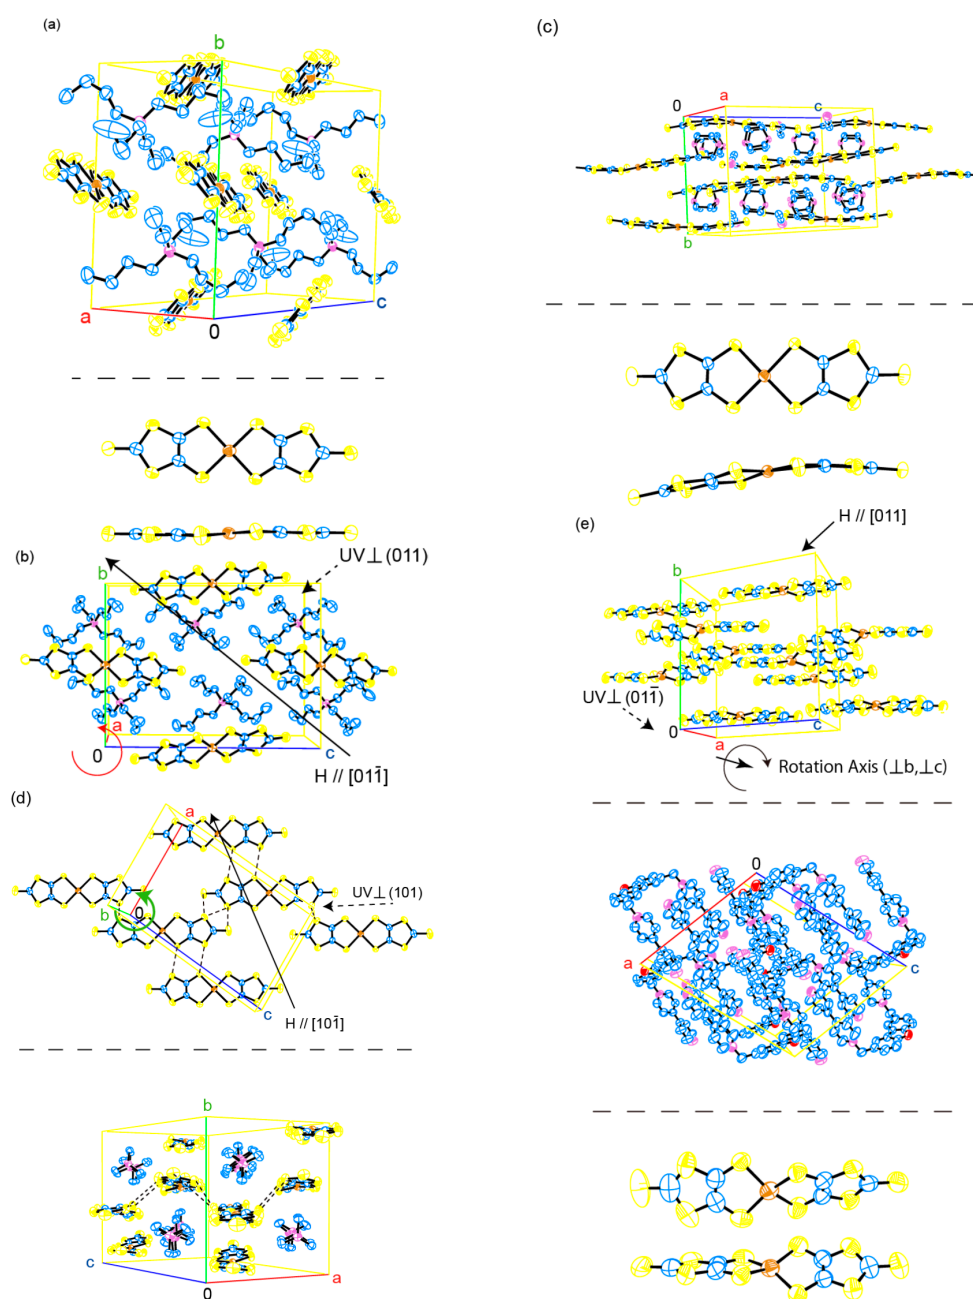 (a)
b
a
0
c
(b)
UV⊥(011)
b
a
0
c
H // [011̄]
(d)
a
b
0
UV⊥(101)
c
H // [101̄]
b
c
0
a
(c)
0
a
c
b
(e)
H // [011]
b
UV⊥(011̄)
0
a
c
Rotation Axis (⊥b,⊥c)
0
a
c